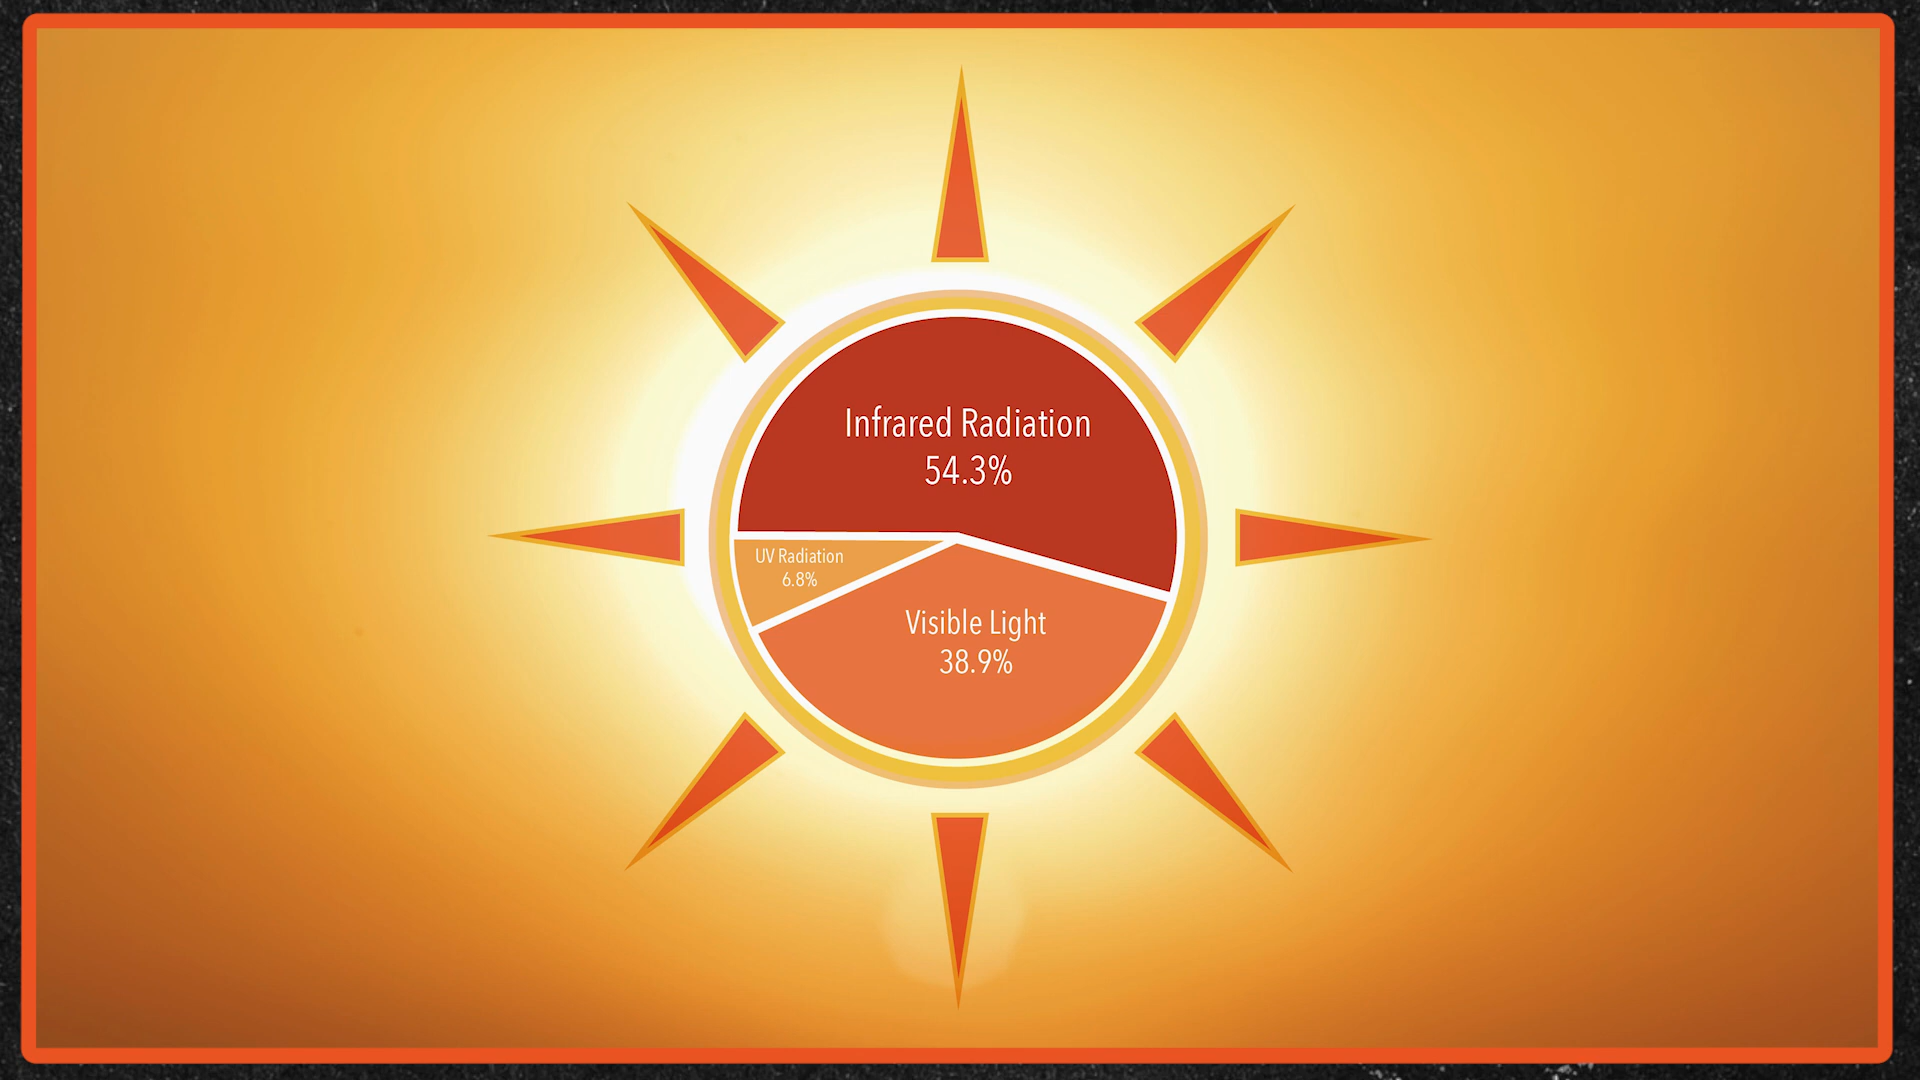 Infrared Radiation
54.3%
UV Radiation
6.8%
Visible Light
38.9%